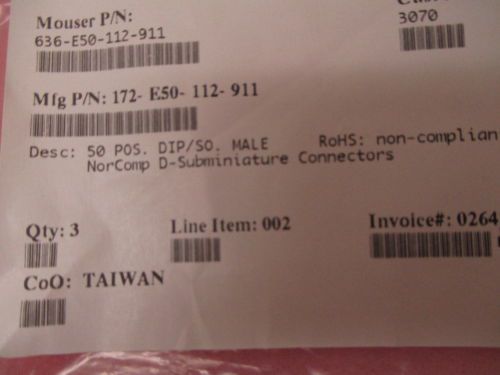 Mouser P/N:
636-E50-112-911
3070
Mfg P/N: 172- E50- 112- 911
Desc: 50 POS. DIP/SO. MALE RoHS: non-complian
NorComp D-Subminiature Connectors
Qty: 3 Line Item: 002 Invoice#: 0264
CoO: TAIWAN